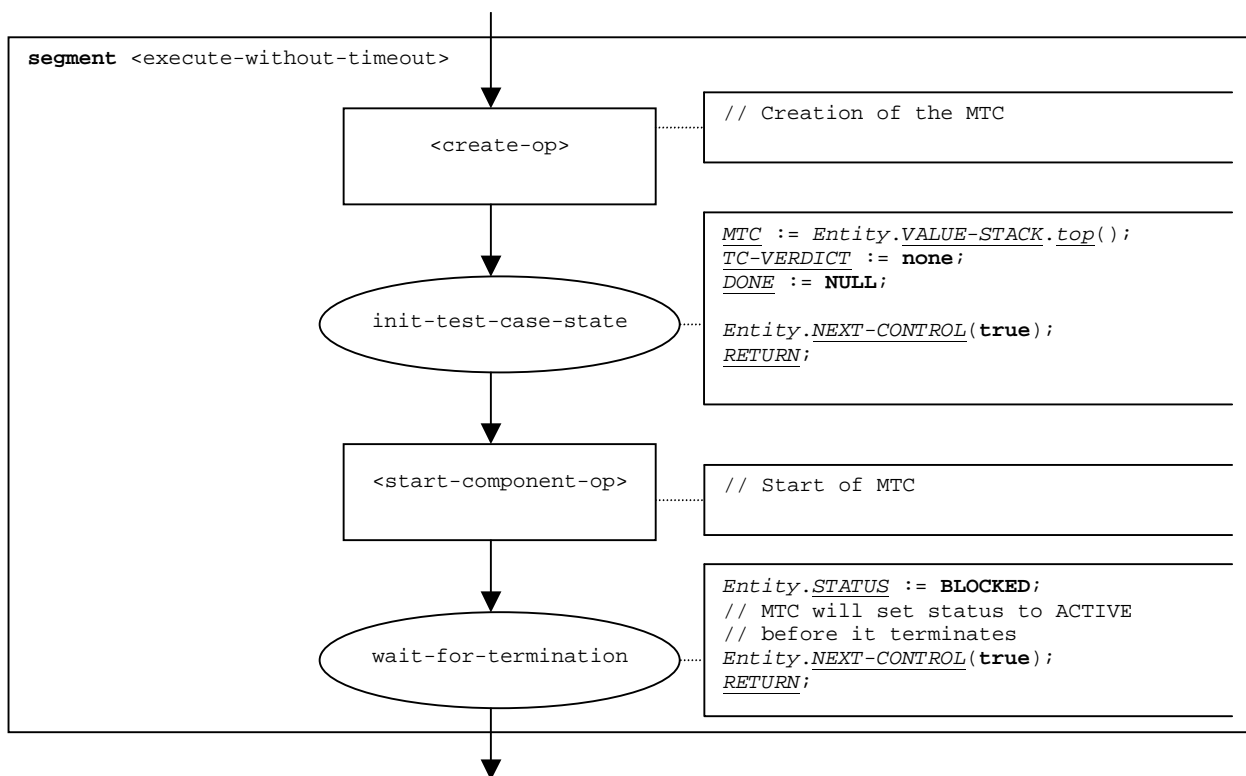 segment <execute-without-timeout>
<create-op>
// Creation of the MTC
MTC := Entity.VALUE-STACK.top();
TC-VERDICT := none;
DONE := NULL;
init-test-case-state
Entity.NEXT-CONTROL(true);
RETURN;
<start-component-op>
// Start of MTC
Entity.STATUS := BLOCKED;
// MTC will set status to ACTIVE
// before it terminates
wait-for-termination
Entity.NEXT-CONTROL(true);
RETURN;